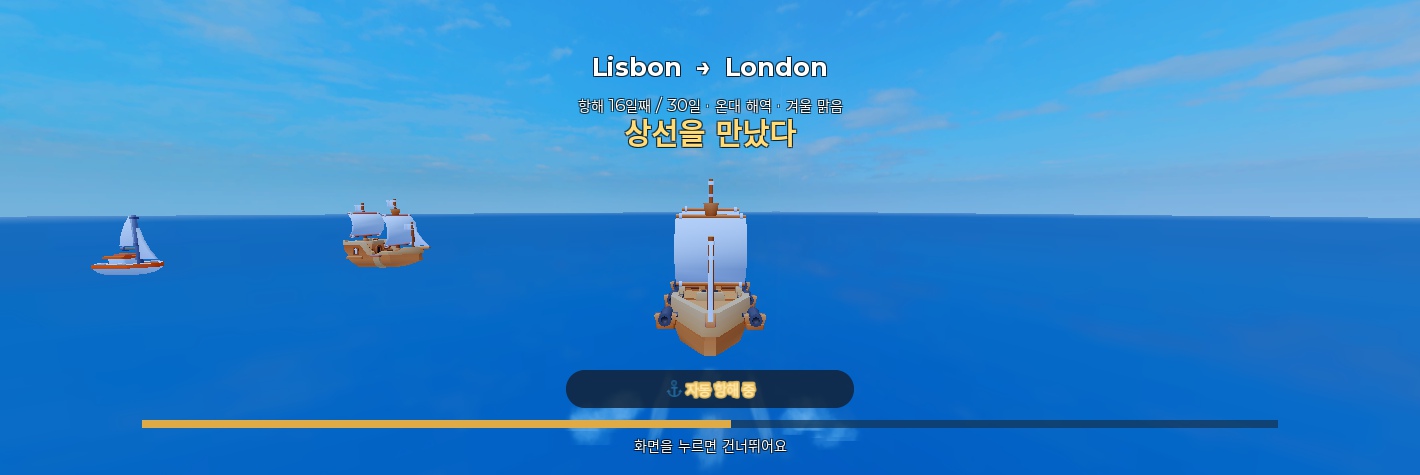 Lisbon → London
항해 16일째 / 30일 · 온대 해역 · 겨울 맑음
상선을 만났다
⚓ 자동 항해 중
화면을 누르면 건너뛰어요